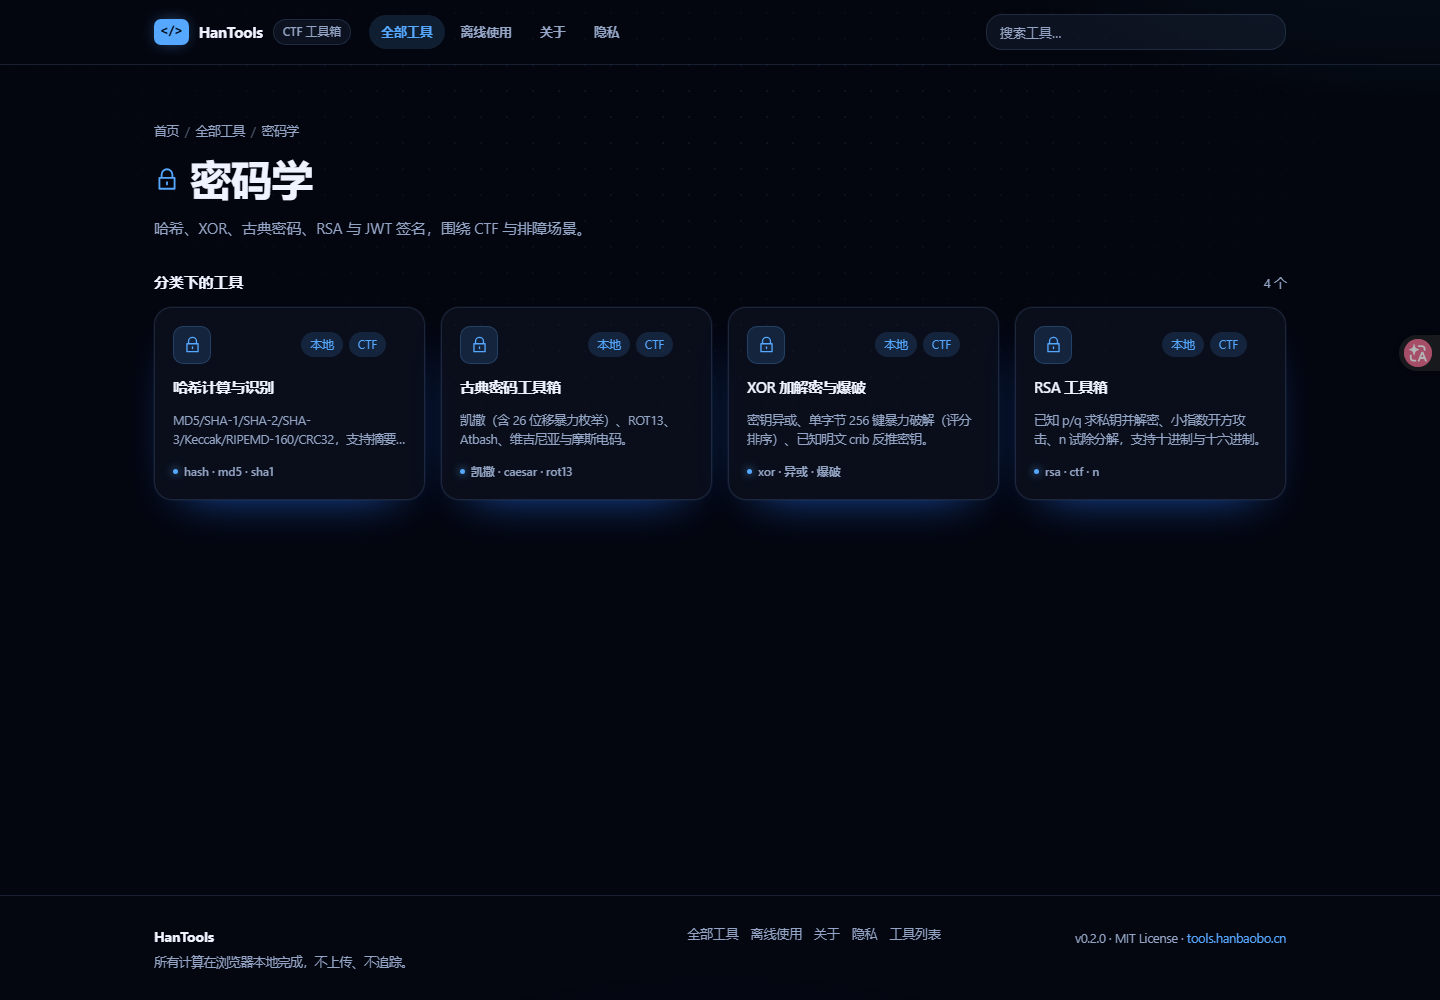 </> HanTools CTF 工具箱 全部工具 离线使用 关于 隐私 搜索工具...
首页 / 全部工具 / 密码学
密码学
哈希、XOR、古典密码、RSA 与 JWT 签名，围绕 CTF 与排障场景。
分类下的工具 4 个
本地 CTF
哈希计算与识别
MD5/SHA-1/SHA-2/SHA-
3/Keccak/RIPEMD-160/CRC32，支持摘要...
hash · md5 · sha1
本地 CTF
古典密码工具箱
凯撒（含 26 位移暴力枚举）、ROT13、
Atbash、维吉尼亚与摩斯电码。
凯撒 · caesar · rot13
本地 CTF
XOR 加解密与爆破
密钥异或、单字节 256 键暴力破解（评分
排序）、已知明文 crib 反推密钥。
xor · 异或 · 爆破
本地 CTF
RSA 工具箱
已知 p/q 求私钥并解密、小指数开方攻
击、n 试除分解，支持十进制与十六进制。
rsa · ctf · n
HanTools
所有计算在浏览器本地完成，不上传、不追踪。
全部工具 离线使用 关于 隐私 工具列表
v0.2.0 · MIT License · tools.hanbaobo.cn